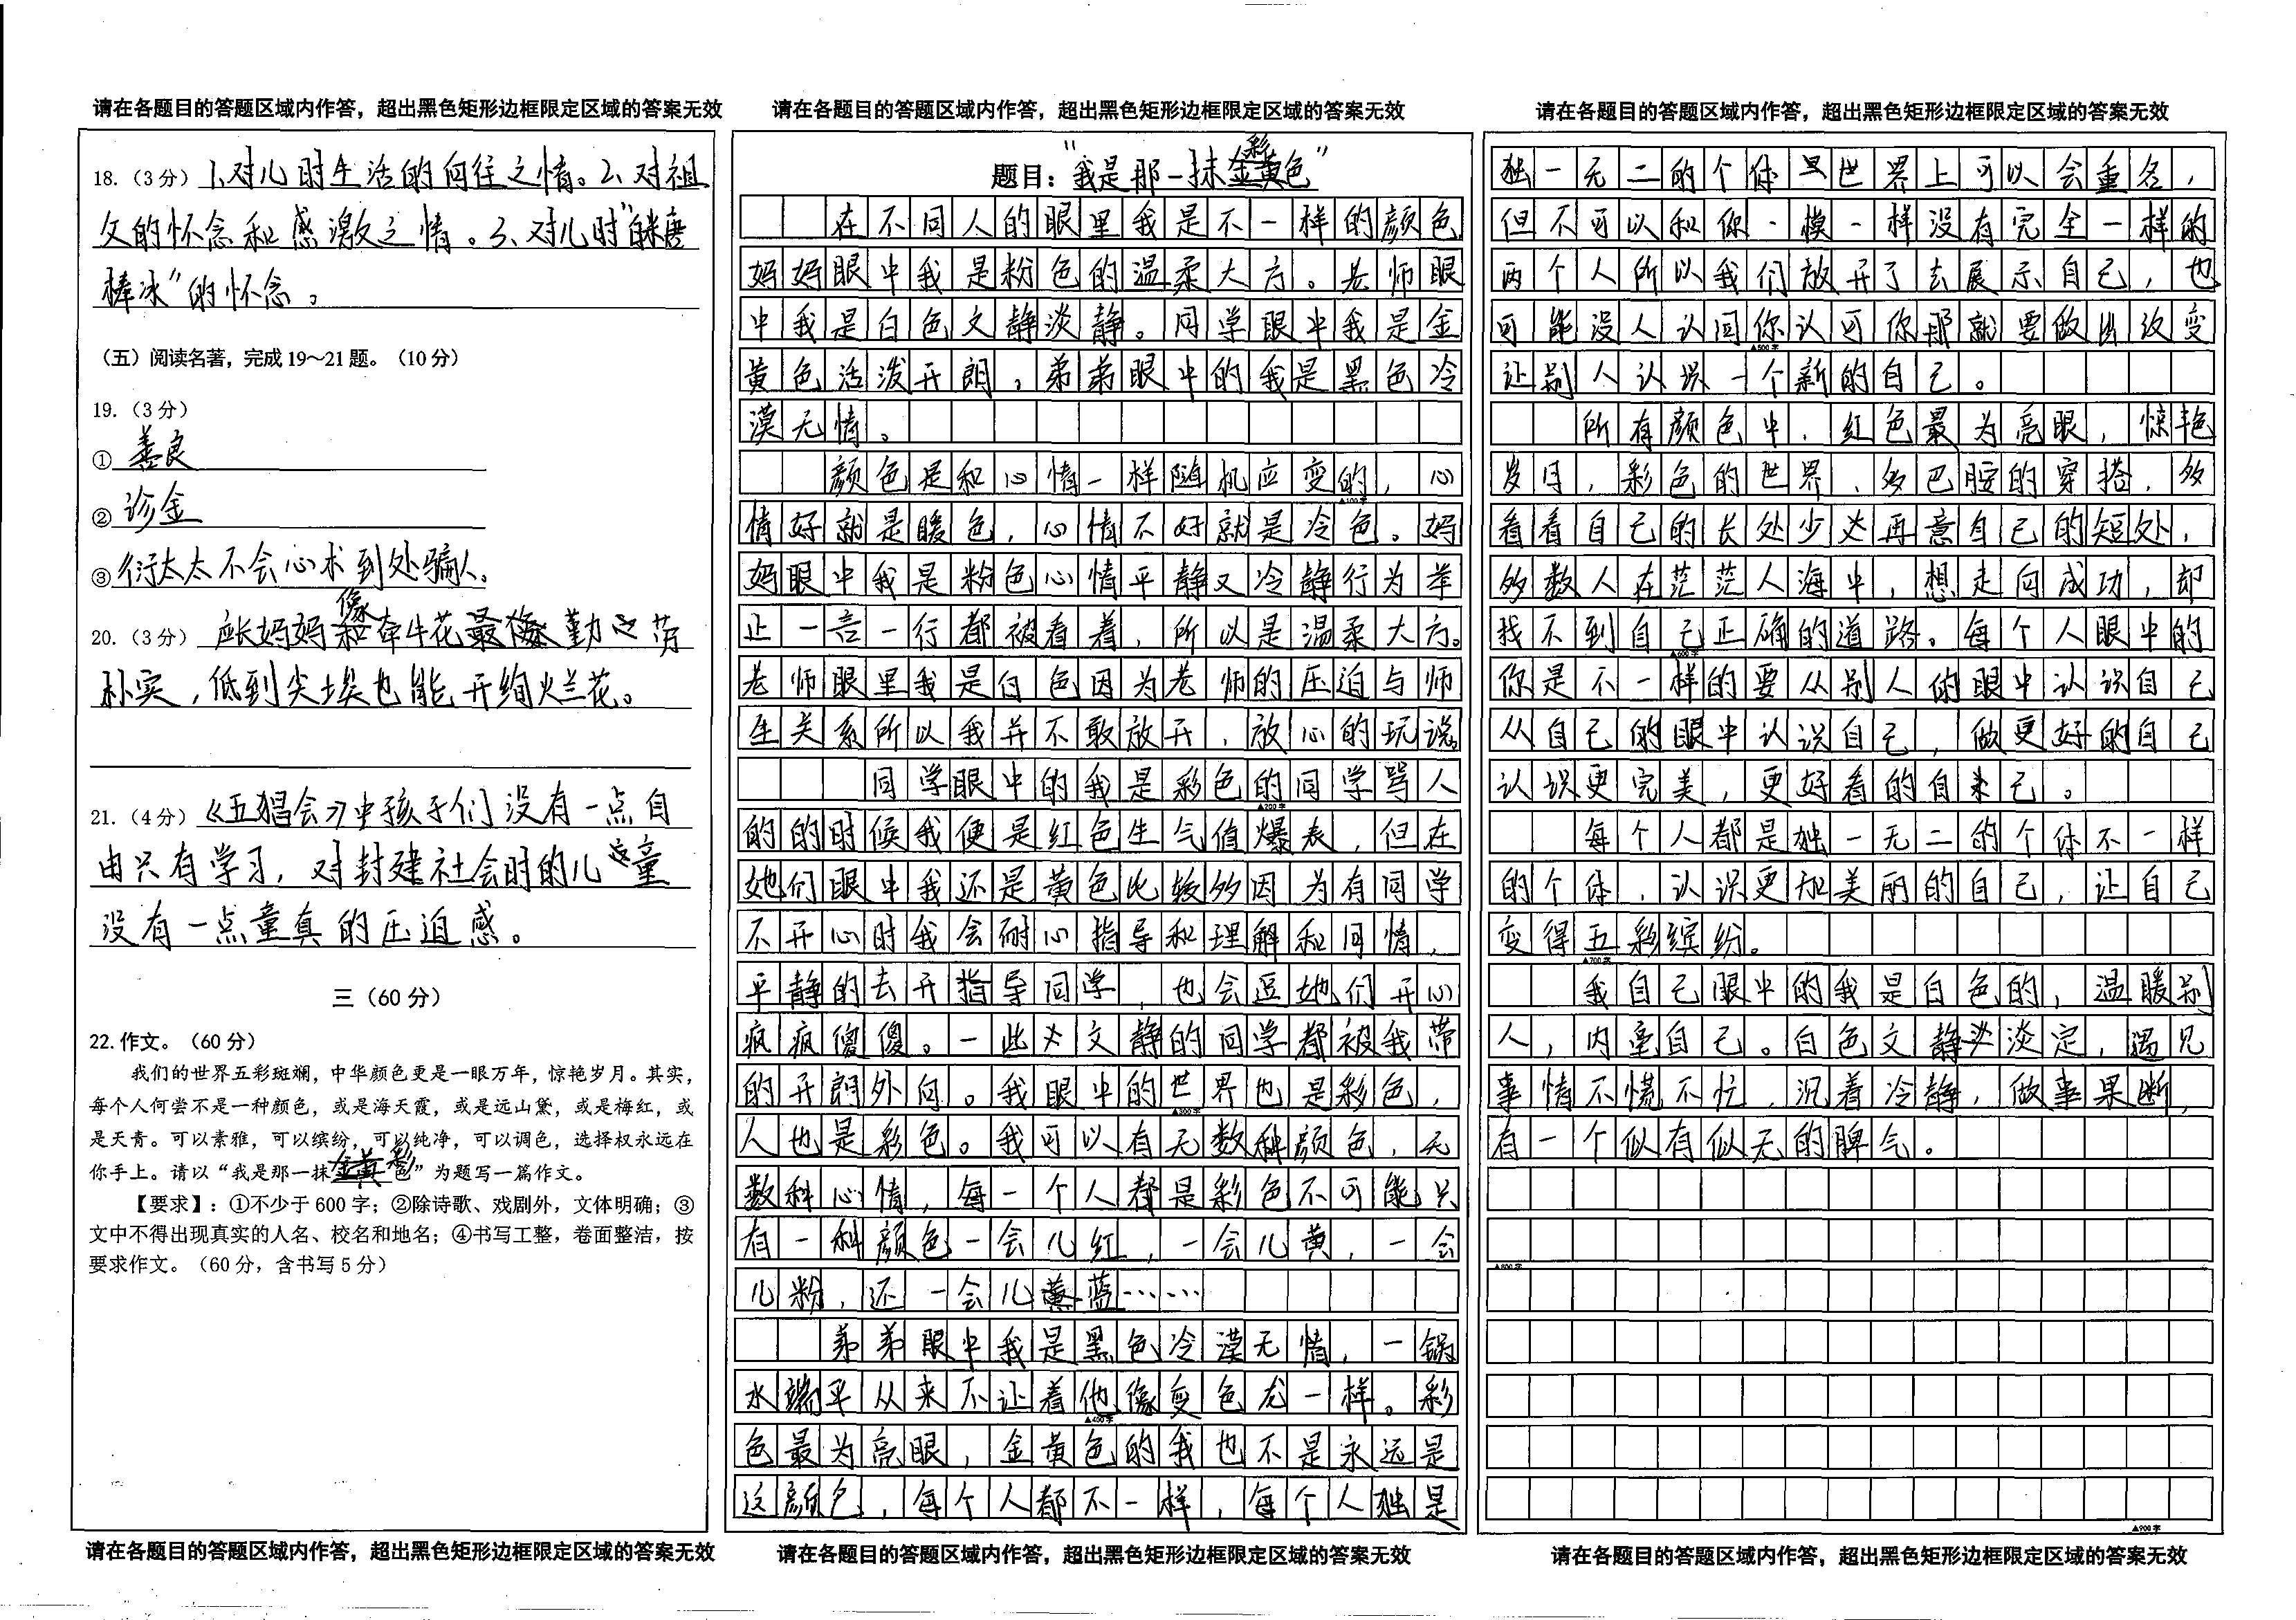 请在各题目的答题区域内作答，超出黑色矩形边框限定区域的答案无效
18.（3分）1、对儿时生活的向往之情。2、对祖
父的怀念和感激之情。3、对儿时"糖
棒冰"的怀念。
（五）阅读名著，完成19～21题。（10分）
19.（3分）
①善良
②诊金
③衍太太不会心术到处骗人。
20.（3分）长妈妈像牵牛花勤劳
朴实，低到尖埃也能开绚烂花。
21.（4分）《五猖会》中孩子们没有一点自
由只有学习，对封建社会时的儿童
没有一点童真的压迫感。
三（60分）
22.作文。（60分）
我们的世界五彩斑斓，中华颜色更是一眼万年，惊艳岁月。其实，
每个人何尝不是一种颜色，或是海天霞，或是远山黛，或是梅红，或
是天青。可以素雅，可以缤纷，可以纯净，可以调色，选择权永远在
你手上。请以“我是那一抹彩色”为题写一篇作文。
【要求】：①不少于600字；②除诗歌、戏剧外，文体明确；③
文中不得出现真实的人名、校名和地名；④书写工整，卷面整洁，按
要求作文。（60分，含书写5分）
请在各题目的答题区域内作答，超出黑色矩形边框限定区域的答案无效
请在各题目的答题区域内作答，超出黑色矩形边框限定区域的答案无效
题目："我是那一抹彩色"
在不同人的眼里我是不一样的颜色
妈妈眼中我是粉色的温柔大方。老师眼
中我是白色文静淡静。同学眼中我是金
黄色活泼开朗，弟弟眼中的我是黑色冷
漠无情。
颜色是和心情一样随机应变的，心
▲100字
情好就是暖色，心情不好就是冷色。妈
妈眼中我是粉色心情平静又冷静行为举
止一言一行都被看着，所以是温柔大方。
老师眼里我是白色因为老师的压迫与师
生关系所以我并不敢放开，放心的玩说。
同学眼中的我是彩色的同学骂人
▲200字
的的时候我便是红色生气值爆表，但在
她们眼中我还是黄色比较多因为有同学
不开心时我会耐心指导和理解和同情，
平静的去开指导同学，也会逗她们开心
疯疯傻傻。一些文静的同学都被我带
的开朗外向。我眼中的世界也是彩色，
▲300字
人也是彩色。我可以有无数种颜色，无
数种心情，每一个人都是彩色不可能只
有一种颜色一会儿红，一会儿黄，一会
儿粉，还一会儿蓝……
弟弟眼中我是黑色冷漠无情，一锅
水端平从来不让着他像变色龙一样。彩
▲400字
色最为亮眼，金黄色的我也不是永远是
这颜色，每个人都不一样，每个人独是
请在各题目的答题区域内作答，超出黑色矩形边框限定区域的答案无效
请在各题目的答题区域内作答，超出黑色矩形边框限定区域的答案无效
独一无二的个体世界上可以会重名，
但不可以和你一模一样没有完全一样的
两个人所以我们放开了去展示自己，也
可能没人认同你认可你那就要做出改变
▲500字
让别人认识一个新的自己。
所有颜色中，红色最为亮眼，惊艳
岁月，彩色的世界，多巴胺的穿搭，多
看看自己的长处少再意自己的短处，
多数人在茫茫人海中，想走向成功，却
找不到自己正确的道路。每个人眼中的
▲600字
你是不一样的要从别人的眼中认识自己
从自己的眼中认识自己，做更好的自己
认识更完美，更好看的自己。
每个人都是独一无二的个体不一样
的个体，认识更加美丽的自己，让自己
变得五彩缤纷。
▲700字
我自己眼中的我是白色的，温暖别
人，内毫自己。白色文静淡定，遇见
事情不慌不忙，沉着冷静，做事果断，
有一个似有似无的脾气。
▲800字
▲900字
请在各题目的答题区域内作答，超出黑色矩形边框限定区域的答案无效